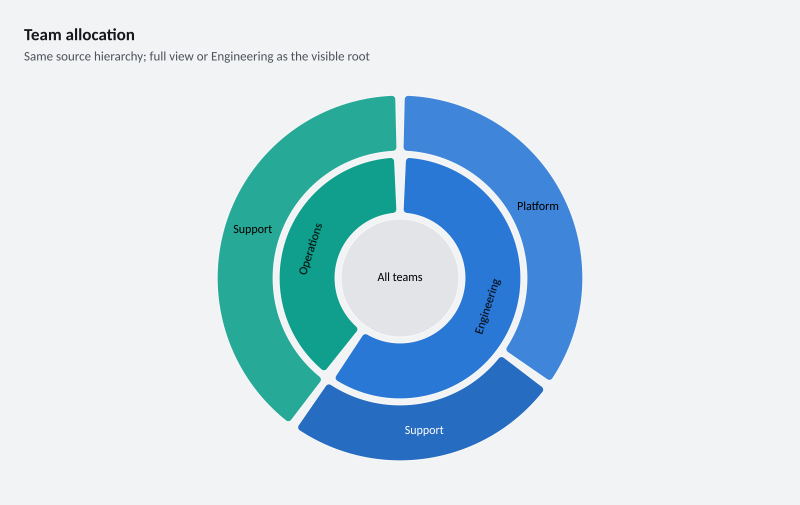 Team allocation
Same source hierarchy; full view or Engineering as the visible root
Platform
Support
Operations
All teams
Engineering
Support